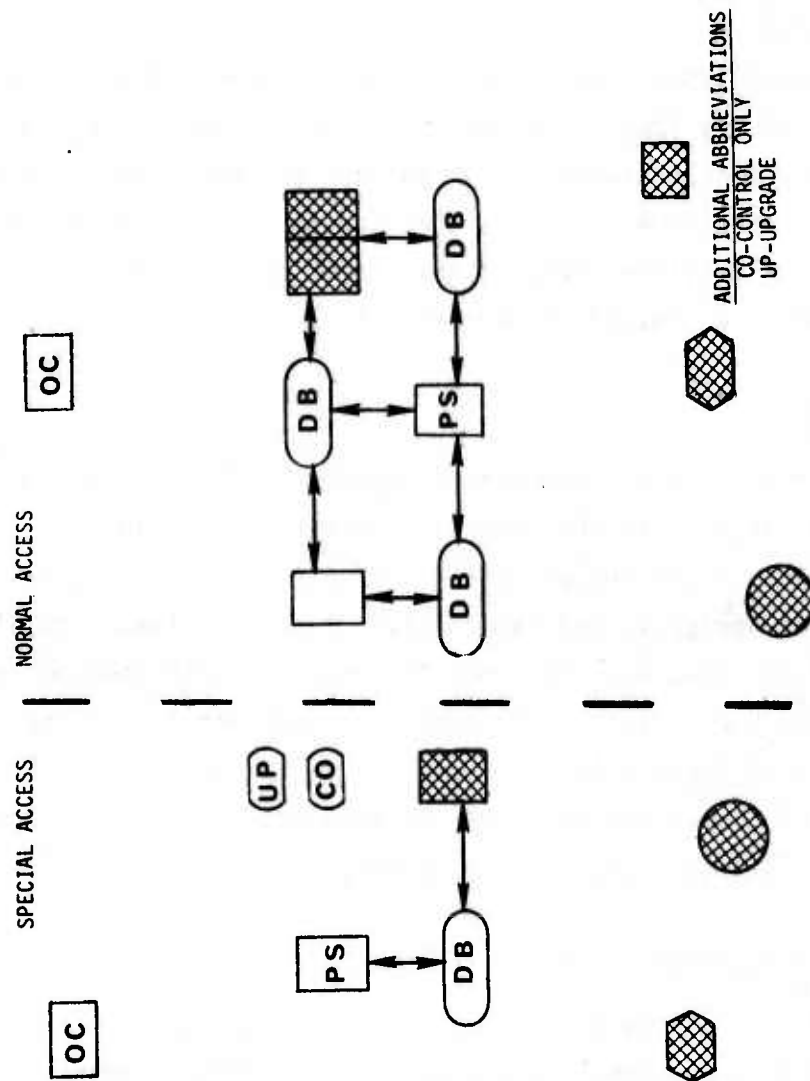 SPECIAL ACCESS
OC
UP
CO
PS
DB
NORMAL ACCESS
OC
DB
DB
PS
DB
ADDITIONAL ABBREVIATIONS
CO-CONTROL ONLY
UP-UPGRADE